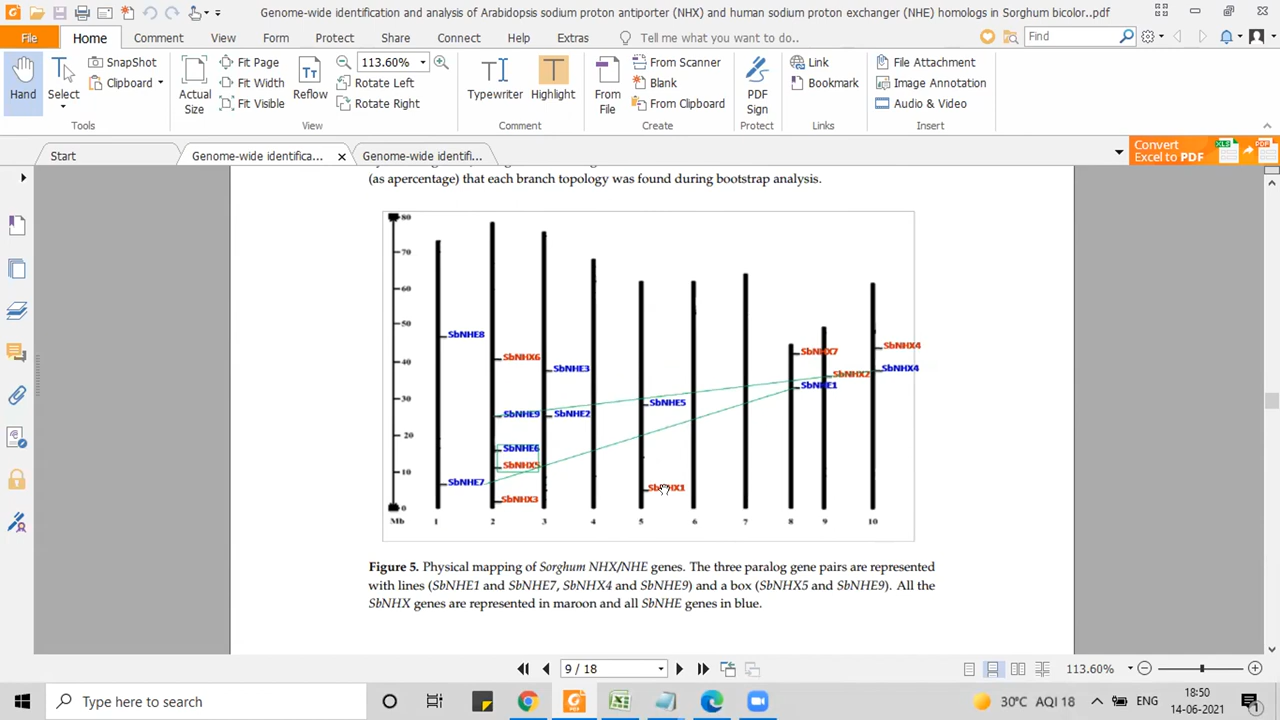 Genome-wide identification and analysis of Arabidopsis sodium proton antiporter (NHX) and human sodium proton exchanger (NHE) homologs in Sorghum bicolor..pdf
File Home Comment View Form Protect Share Connect Help Extras Tell me what you want to do.. Find
Hand
Select
SnapShot
Clipboard
Tools
Actual Size
Fit Page
Fit Width
Fit Visible
Reflow
Rotate Left
Rotate Right
View
113.60%
Typewriter
Highlight
Comment
From File
From Scanner
Blank
From Clipboard
Create
PDF Sign
Protect
Link
Bookmark
Links
File Attachment
Image Annotation
Audio & Video
Insert
Start
Genome-wide identifica...
Genome-wide identifi...
Convert Excel to PDF
(as apercentage) that each branch topology was found during bootstrap analysis.
80
70
60
50
40
30
20
10
0
Mb 1 2 3 4 5 6 7 8 9 10
SbNHE8
SbNHE7
SbNHX6
SbNHE9
SbNHE6
SbNHX5
SbNHX3
SbNHE3
SbNHE2
SbNHE5
SbNHX1
SbNHX7
SbNHE1
SbNHX2
SbNHX4
SbNHX4
Figure 5. Physical mapping of Sorghum NHX/NHE genes. The three paralog gene pairs are represented
with lines (SbNHE1 and SbNHE7, SbNHX4 and SbNHE9) and a box (SbNHX5 and SbNHE9). All the
SbNHX genes are represented in maroon and all SbNHE genes in blue.
9 / 18
113.60%
Type here to search
30°C AQI 18
ENG
18:50
14-06-2021
1